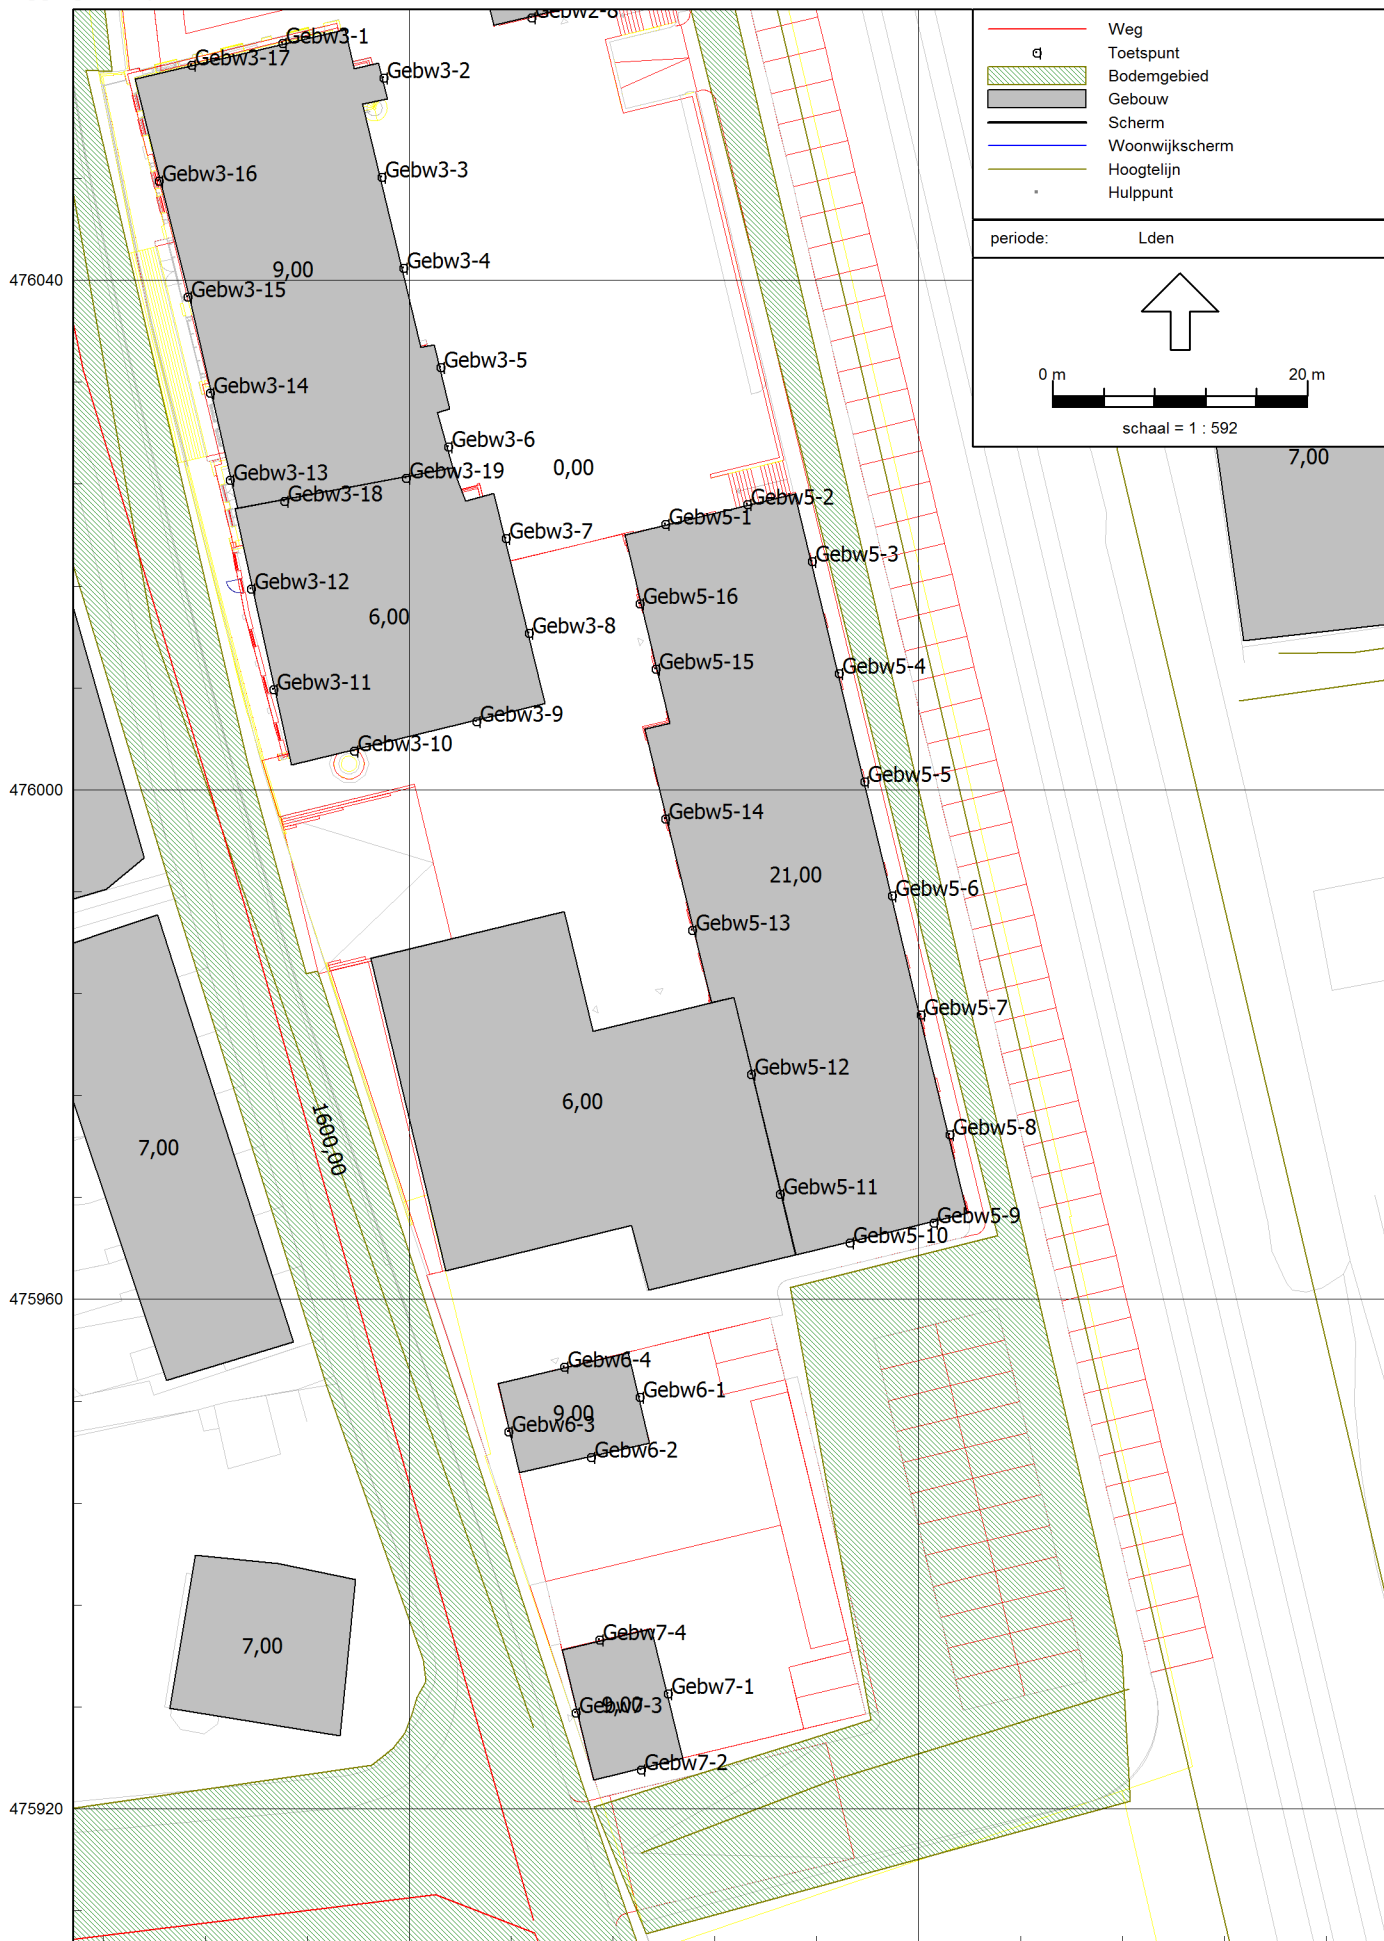 Gebw2-8
Gebw3-1
Gebw3-17
Gebw3-2
Gebw3-16
Gebw3-3
9,00
Gebw3-4
Gebw3-15
Gebw3-5
Gebw3-14
Gebw3-6
Gebw3-13
Gebw3-19
0,00
Gebw3-18
Gebw3-7
Gebw5-1
Gebw5-2
Gebw5-3
Gebw3-12
Gebw5-16
6,00
Gebw3-8
Gebw5-15
Gebw5-4
Gebw3-11
Gebw3-9
Gebw3-10
Gebw5-5
Gebw5-14
21,00
Gebw5-6
Gebw5-13
Gebw5-7
Gebw5-12
6,00
1600,00
7,00
Gebw5-8
Gebw5-11
Gebw5-9
Gebw5-10
Gebw6-4
Gebw6-1
9,00
Gebw6-3
Gebw6-2
7,00
Gebw7-4
Gebw7-1
9,00
Gebw7-3
Gebw7-2
7,00
476040
476000
475960
475920
Weg
Toetspunt
Bodemgebied
Gebouw
Scherm
Woonwijkscherm
Hoogtelijn
Hulppunt
periode: Lden
0 m 20 m
schaal = 1 : 592